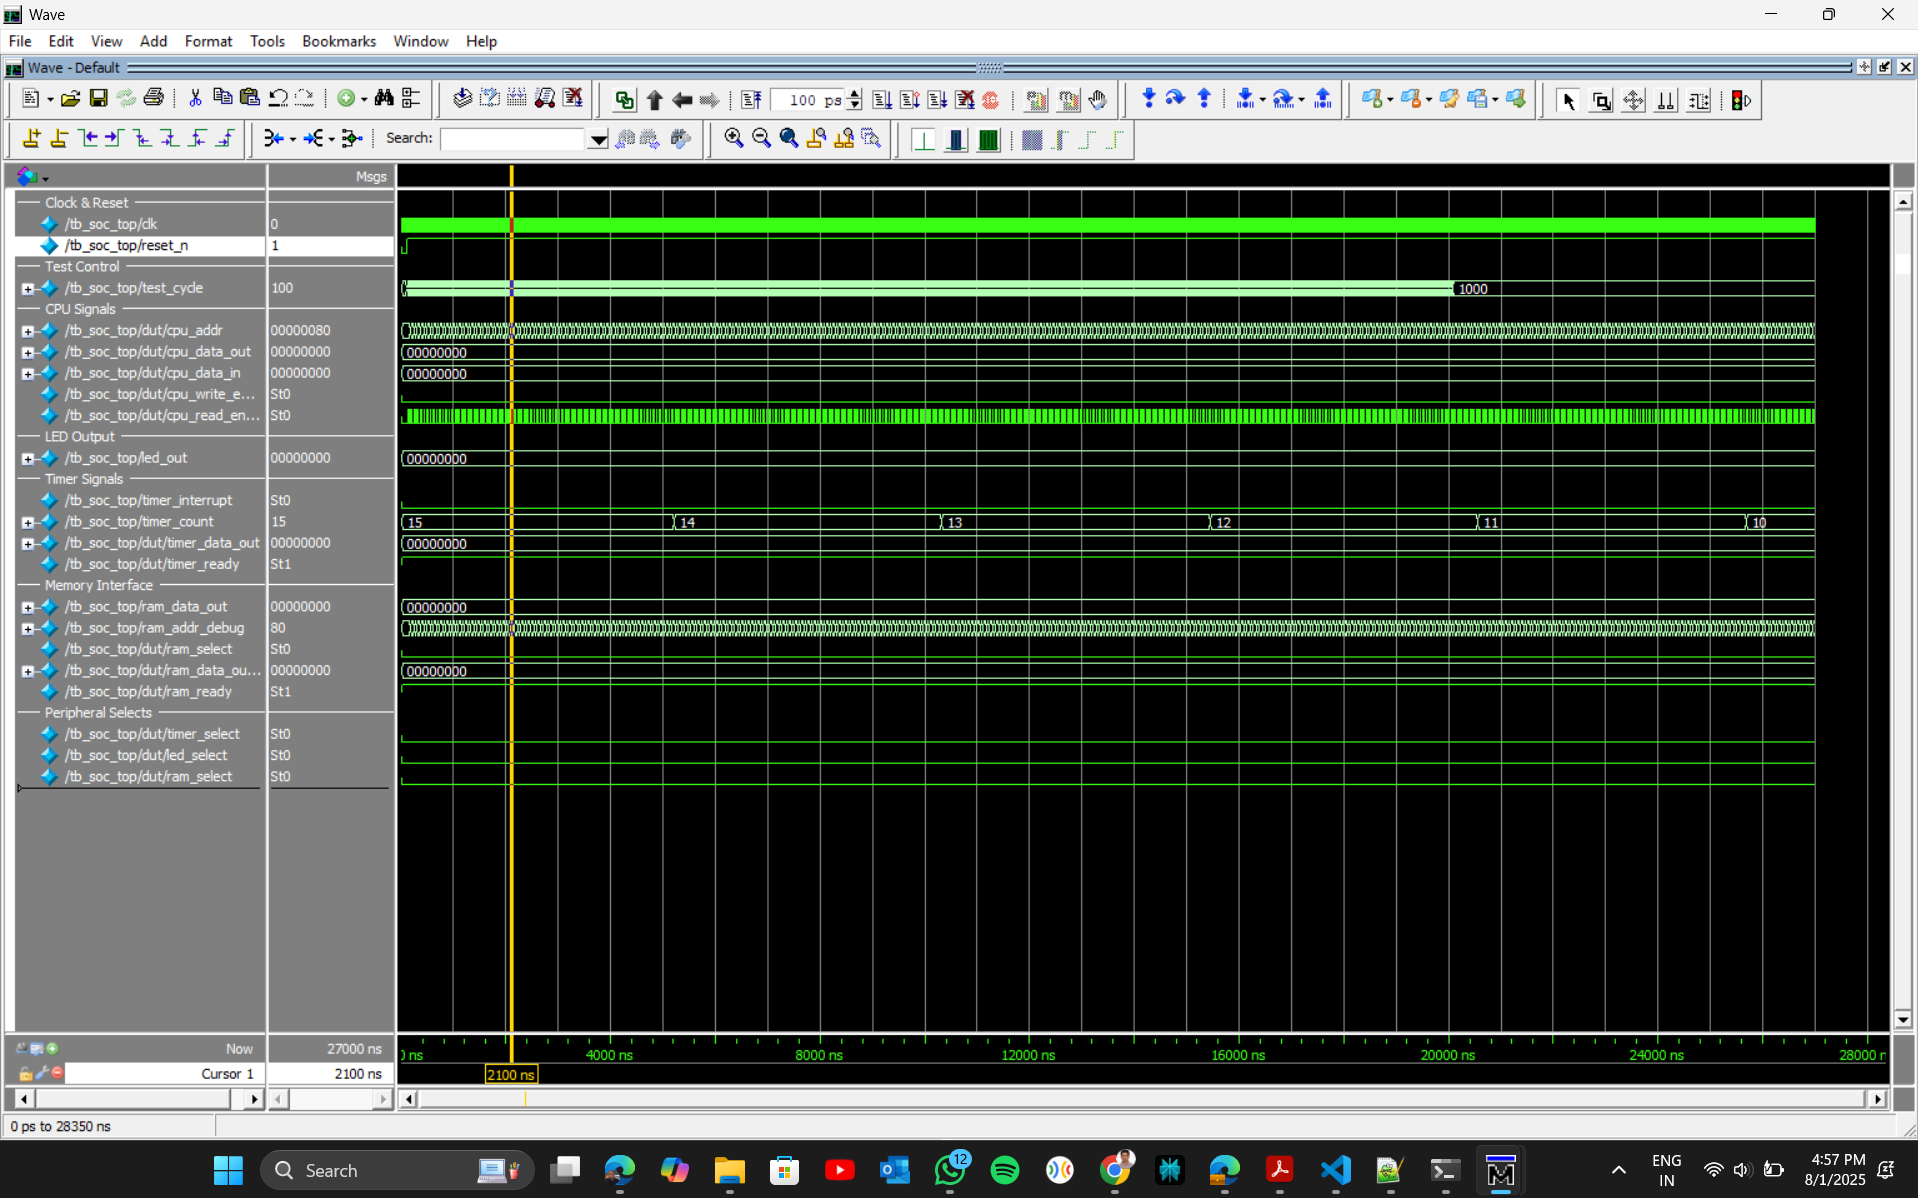 Wave
File Edit View Add Format Tools Bookmarks Window Help
Wave - Default
100 ps
Search:
Msgs
Clock & Reset
/tb_soc_top/clk 0
/tb_soc_top/reset_n 1
Test Control
/tb_soc_top/test_cycle 100 1000
CPU Signals
/tb_soc_top/dut/cpu_addr 00000080
/tb_soc_top/dut/cpu_data_out 00000000 00000000
/tb_soc_top/dut/cpu_data_in 00000000 00000000
/tb_soc_top/dut/cpu_write_e... St0
/tb_soc_top/dut/cpu_read_en... St0
LED Output
/tb_soc_top/led_out 00000000 00000000
Timer Signals
/tb_soc_top/timer_interrupt St0
/tb_soc_top/timer_count 15 15 14 13 12 11 10
/tb_soc_top/dut/timer_data_out 00000000 00000000
/tb_soc_top/dut/timer_ready St1
Memory Interface
/tb_soc_top/ram_data_out 00000000 00000000
/tb_soc_top/ram_addr_debug 80
/tb_soc_top/dut/ram_select St0
/tb_soc_top/dut/ram_data_ou... 00000000 00000000
/tb_soc_top/dut/ram_ready St1
Peripheral Selects
/tb_soc_top/dut/timer_select St0
/tb_soc_top/dut/led_select St0
/tb_soc_top/dut/ram_select St0
Now 27000 ns
ns 4000 ns 8000 ns 12000 ns 16000 ns 20000 ns 24000 ns 28000
Cursor 1 2100 ns 2100 ns
0 ps to 28350 ns
Search
12
ENG
IN
4:57 PM
8/1/2025